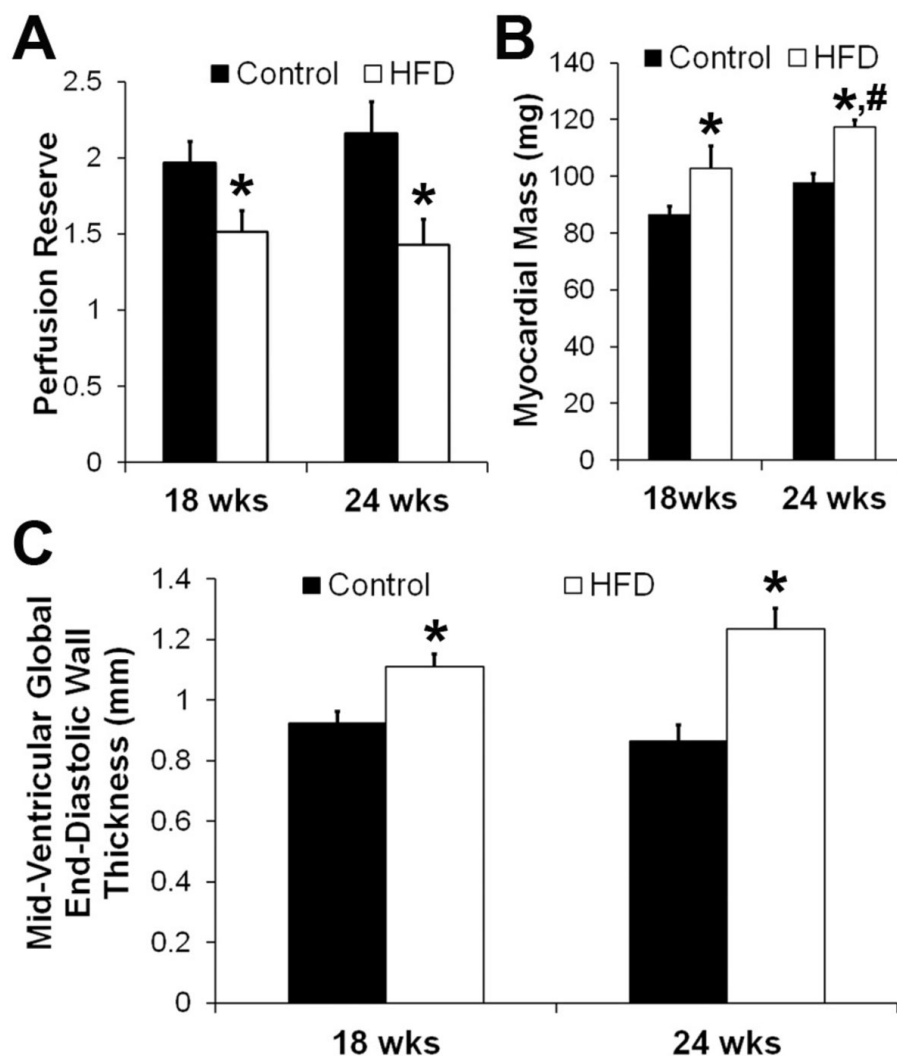 A
Control HFD
Perfusion Reserve
2.5
2
1.5
1
0.5
0
*
*
18 wks 24 wks
B
Control HFD
Myocardial Mass (mg)
140
120
100
80
60
40
20
0
*
*,#
18wks 24 wks
C
Control HFD
Mid-Ventricular Global
End-Diastolic Wall
Thickness (mm)
1.4
1.2
1
0.8
0.6
0.4
0.2
0
*
*
18 wks 24 wks